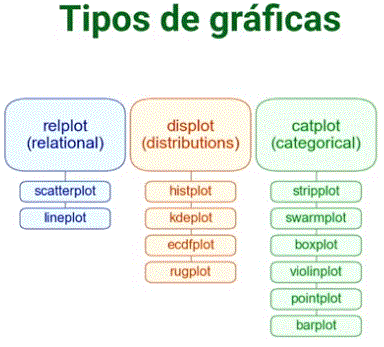 Tipos de gráficas
relplot
(relational)
scatterplot
lineplot
displot
(distributions)
histplot
kdeplot
ecdfplot
rugplot
catplot
(categorical)
stripplot
swarmplot
boxplot
violinplot
pointplot
barplot